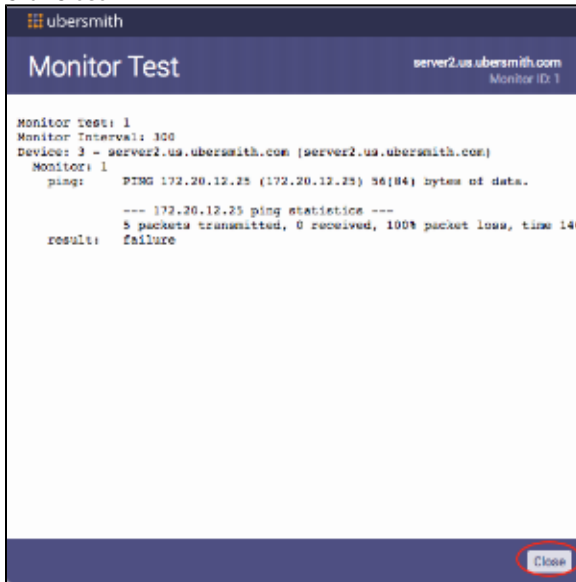 ubersmith
Monitor Test
server2.us.ubersmith.com
Monitor ID: 1
Monitor Test: 1
Monitor Interval: 300
Device: 3 - server2.us.ubersmith.com (server2.us.ubersmith.com)
Monitor: 1
ping: PING 172.20.12.25 (172.20.12.25) 56(84) bytes of data.
--- 172.20.12.25 ping statistics ---
5 packets transmitted, 0 received, 100% packet loss, time
result: failure
Close